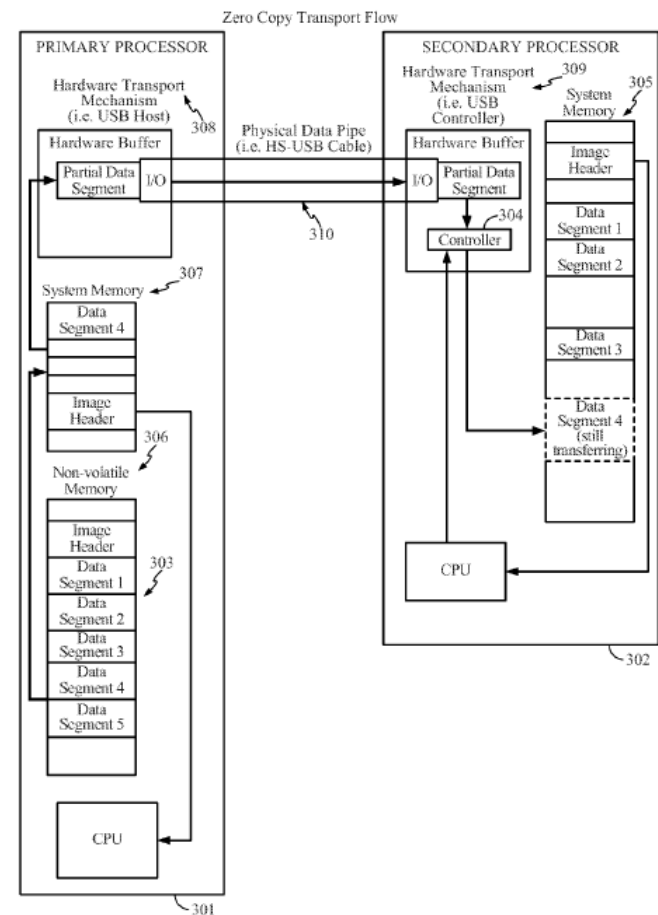 Zero Copy Transport Flow
PRIMARY PROCESSOR
Hardware Transport
Mechanism
(i.e. USB Host)
308
Hardware Buffer
Partial Data
Segment
I/O
Physical Data Pipe
(i.e. HS-USB Cable)
310
System Memory
307
Data
Segment 4
Image
Header
306
Non-volatile
Memory
Image
Header
Data
Segment 1
303
Data
Segment 2
Data
Segment 3
Data
Segment 4
Data
Segment 5
CPU
301
SECONDARY PROCESSOR
Hardware Transport
Mechanism
(i.e. USB
Controller)
309
Hardware Buffer
I/O
Partial Data
Segment
304
Controller
System
Memory
305
Image
Header
Data
Segment 1
Data
Segment 2
Data
Segment 3
Data
Segment 4
(still
transferring)
CPU
302